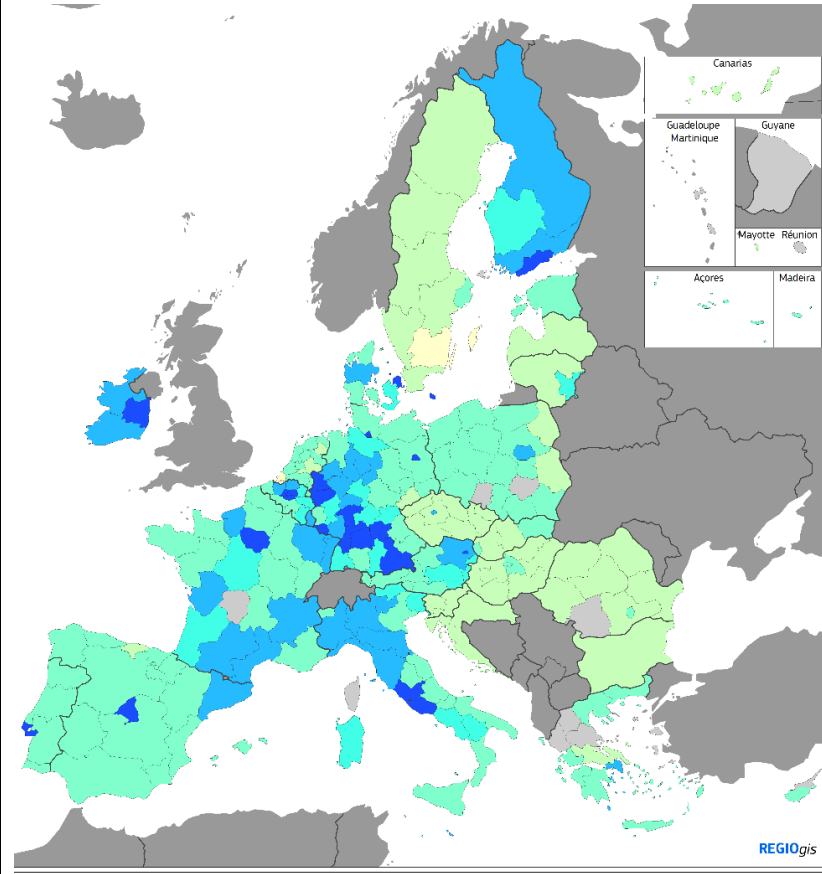 Canarias
Guadeloupe
Martinique
Guyane
Mayotte
Réunion
Açores
Madeira
REGIOgis